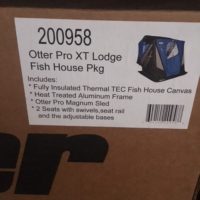 200958
Otter Pro XT Lodge
Fish House Pkg
Includes:
* Fully Insulated Thermal TEC Fish House Canvas
* Heat Treated Aluminum Frame
* Otter Pro Magnum Sled
* 2 Seats with swivels,seat rail
and the adjustable bases
er